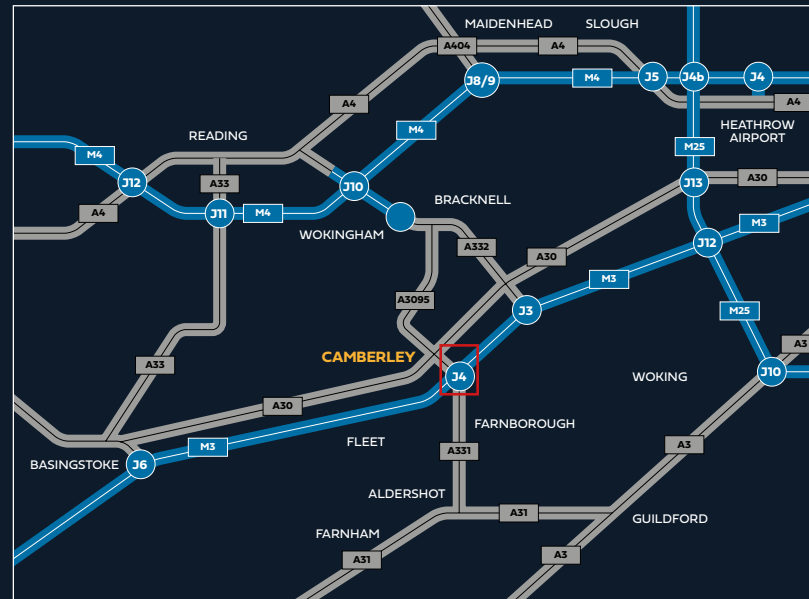 MAIDENHEAD
SLOUGH
A404
A4
J8/9
M4
J5
J4b
J4
A4
A4
HEATHROW
AIRPORT
M4
READING
M4
M25
J12
A33
J10
J13
A30
BRACKNELL
A4
J11
M4
WOKINGHAM
M3
J12
A332
A30
M3
A3095
J3
M25
A3
CAMBERLEY
A33
J4
WOKING
J10
A30
FARNBOROUGH
FLEET
M3
A331
A3
BASINGSTOKE
J6
ALDERSHOT
A31
GUILDFORD
FARNHAM
A31
A3